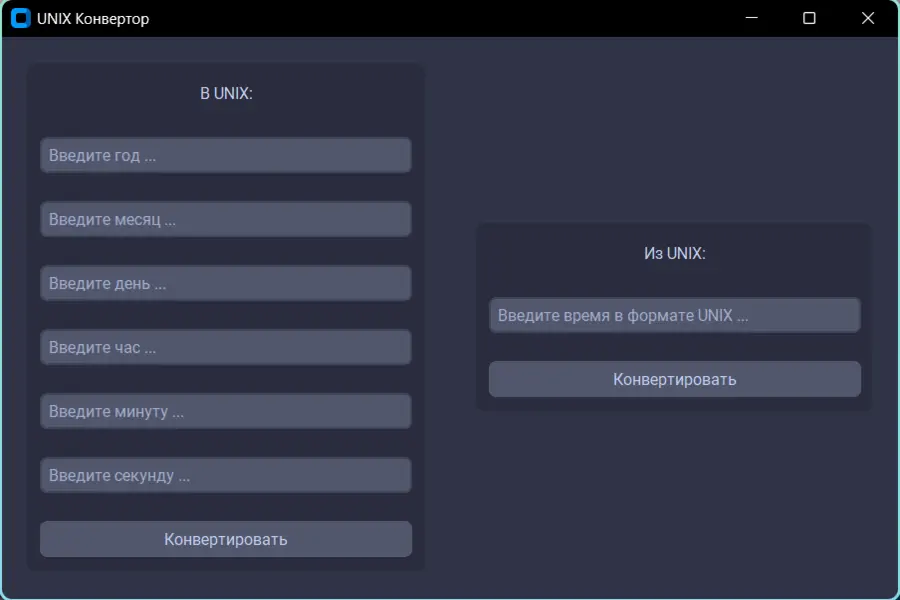 UNIX Конвертор
В UNIX:
Введите год ...
Введите месяц ...
Введите день ...
Введите час ...
Введите минуту ...
Введите секунду ...
Конвертировать
Из UNIX:
Введите время в формате UNIX ...
Конвертировать